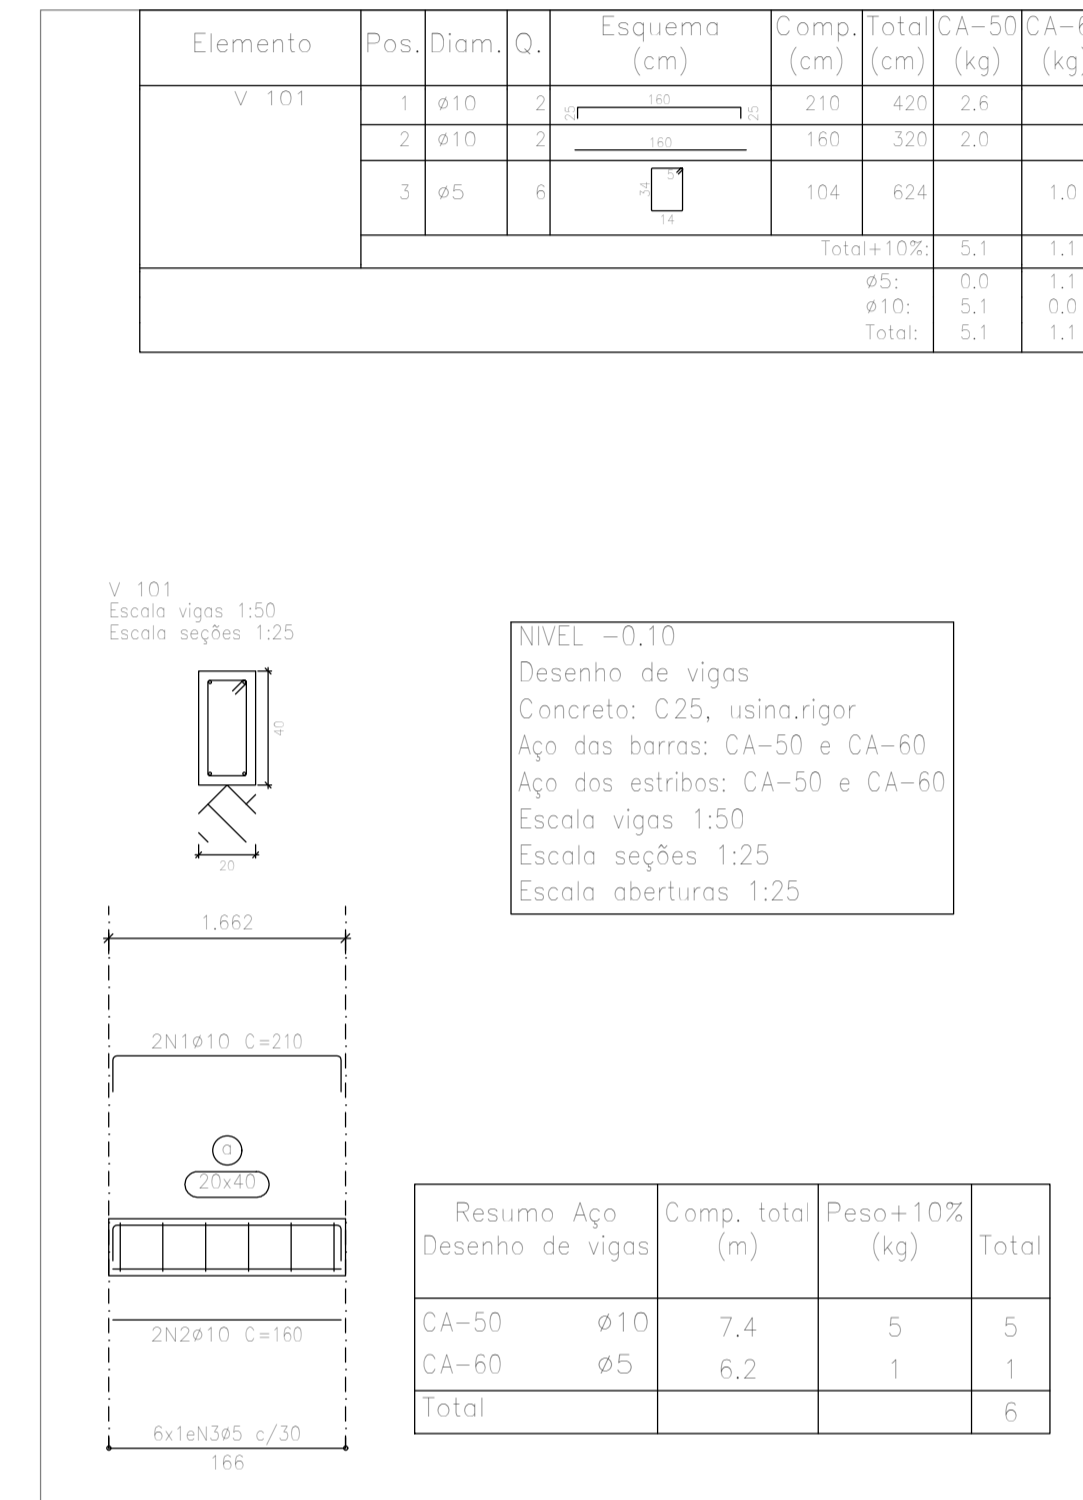 Elemento Pos. Diam. Q. Esquema (cm) Comp. (cm) Total (cm) CA-50 (kg) CA-6 (kg)
V 101 1 ø10 2 25 160 25 210 420 2.6
2 ø10 2 160 160 320 2.0
3 ø5 6 34 5 14 104 624 1.0
Total+10%: 5.1 1.1
ø5: 0.0 1.1
ø10: 5.1 0.0
Total: 5.1 1.1
V 101
Escala vigas 1:50
Escala seções 1:25
40
20
NIVEL -0.10
Desenho de vigas
Concreto: C25, usina.rigor
Aço das barras: CA-50 e CA-60
Aço dos estribos: CA-50 e CA-60
Escala vigas 1:50
Escala seções 1:25
Escala aberturas 1:25
1.662
2N1ø10 C=210
a
20x40
2N2ø10 C=160
6x1eN3ø5 c/30
166
Resumo Aço Comp. total Peso+10%
Desenho de vigas (m) (kg) Total
CA-50 ø10 7.4 5 5
CA-60 ø5 6.2 1 1
Total 6